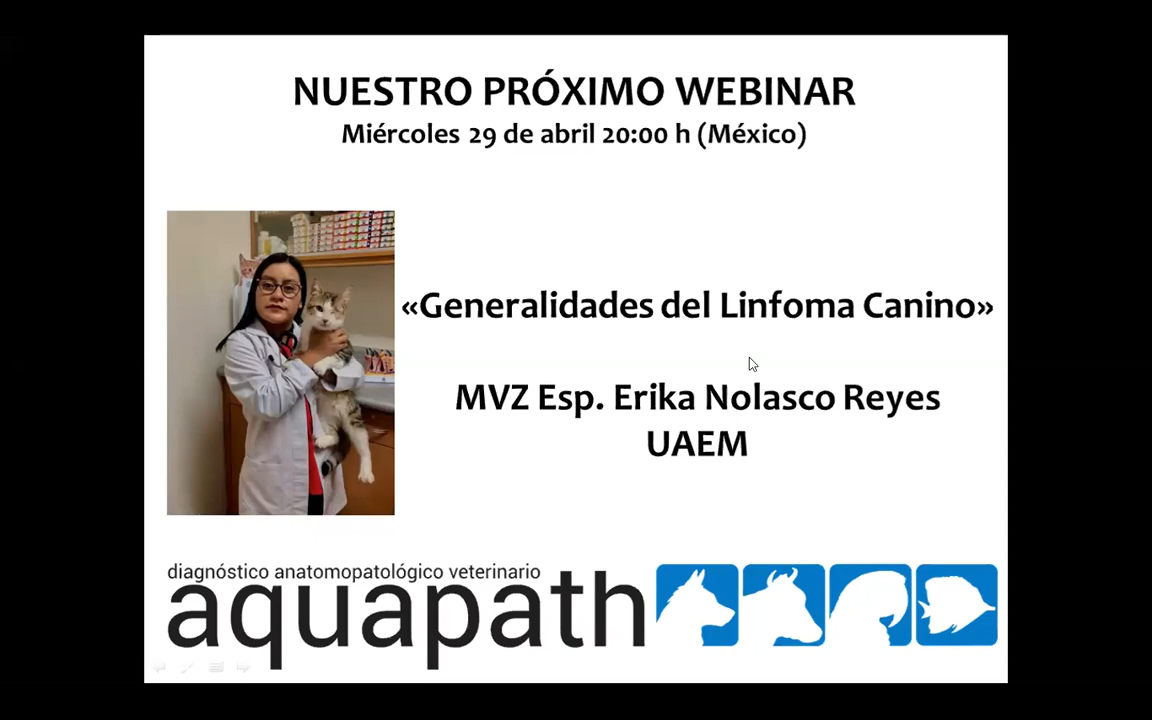 NUESTRO PRÓXIMO WEBINAR
Miércoles 29 de abril 20:00 h (México)
«Generalidades del Linfoma Canino»
MVZ Esp. Erika Nolasco Reyes
UAEM
diagnóstico anatomopatológico veterinario
aquapath